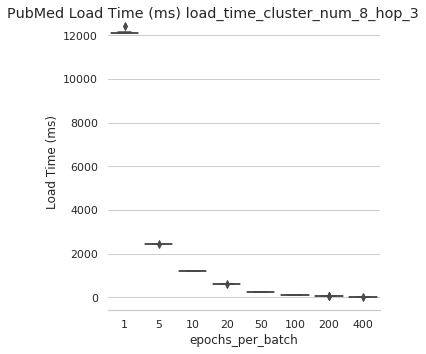 PubMed Load Time (ms) load_time_cluster_num_8_hop_3
12000
10000
8000
6000
4000
2000
0
Load Time (ms)
1 5 10 20 50 100 200 400
epochs_per_batch